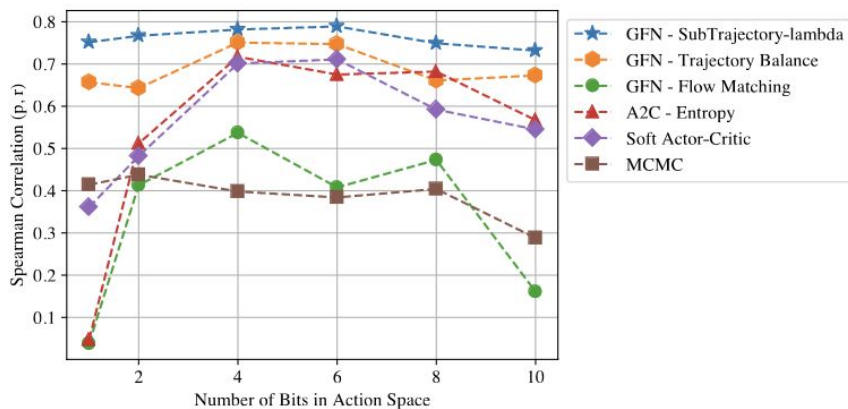 0.8
0.7
0.6
0.5
0.4
0.3
0.2
0.1
Spearman Correlation (p, r)
2 4 6 8 10
Number of Bits in Action Space
GFN - SubTrajectory-lambda
GFN - Trajectory Balance
GFN - Flow Matching
A2C - Entropy
Soft Actor-Critic
MCMC